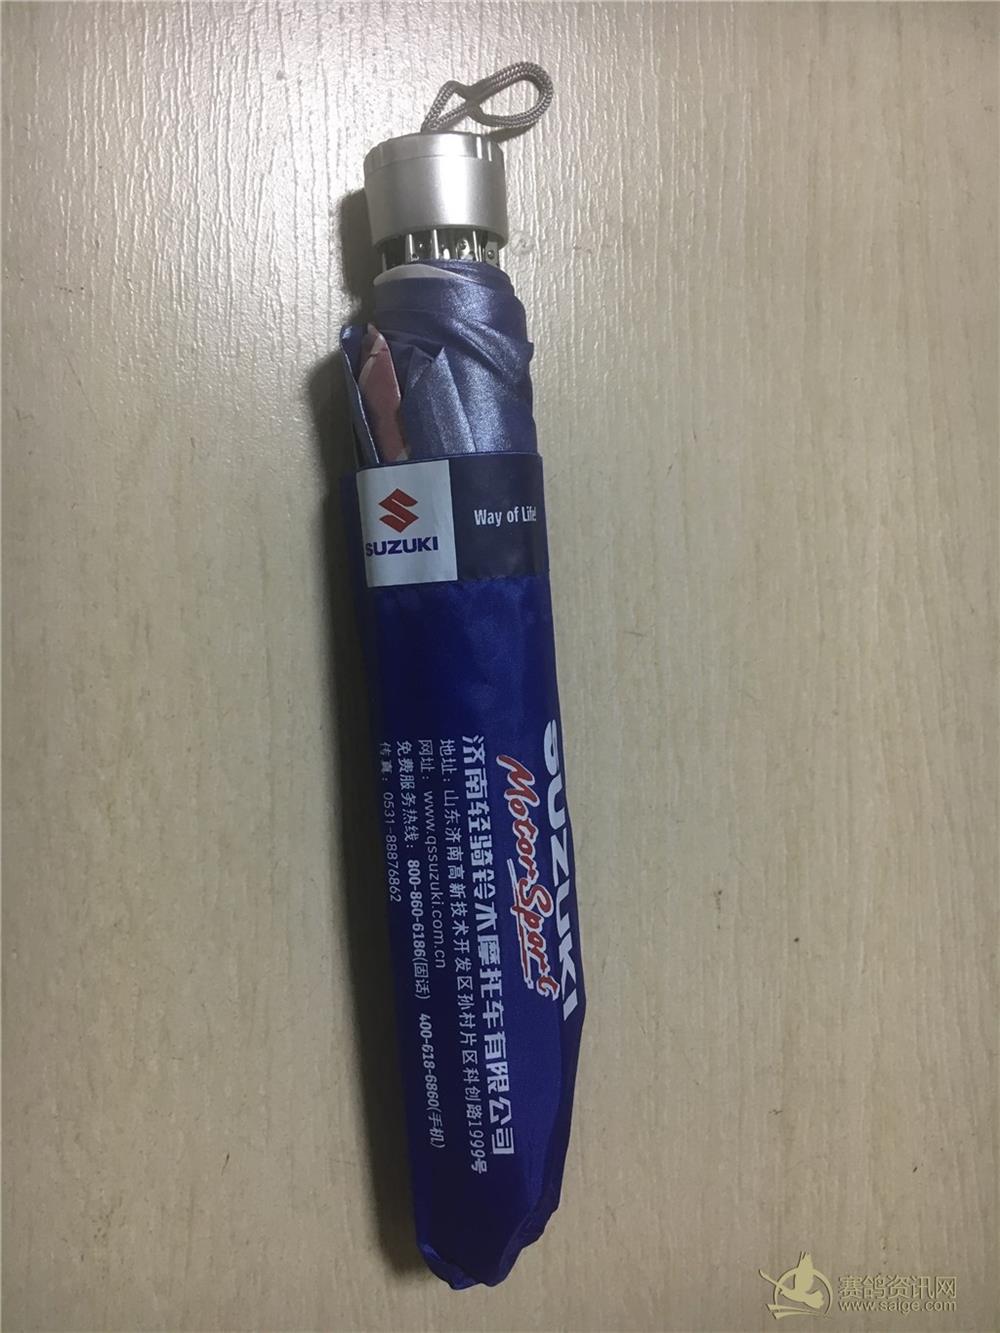 SUZUKI
Way of Life!
SUZUKI
MotorSport
济南轻骑铃木摩托车有限公司
地址：山东济南高新技术开发区孙村片区科创路1999号
网址：www.qssuzuki.com.cn
免费服务热线：800-860-6186(固话) 400-618-6860(手机)
传真：0531-88876862
赛鸽资讯网
www.saige.com